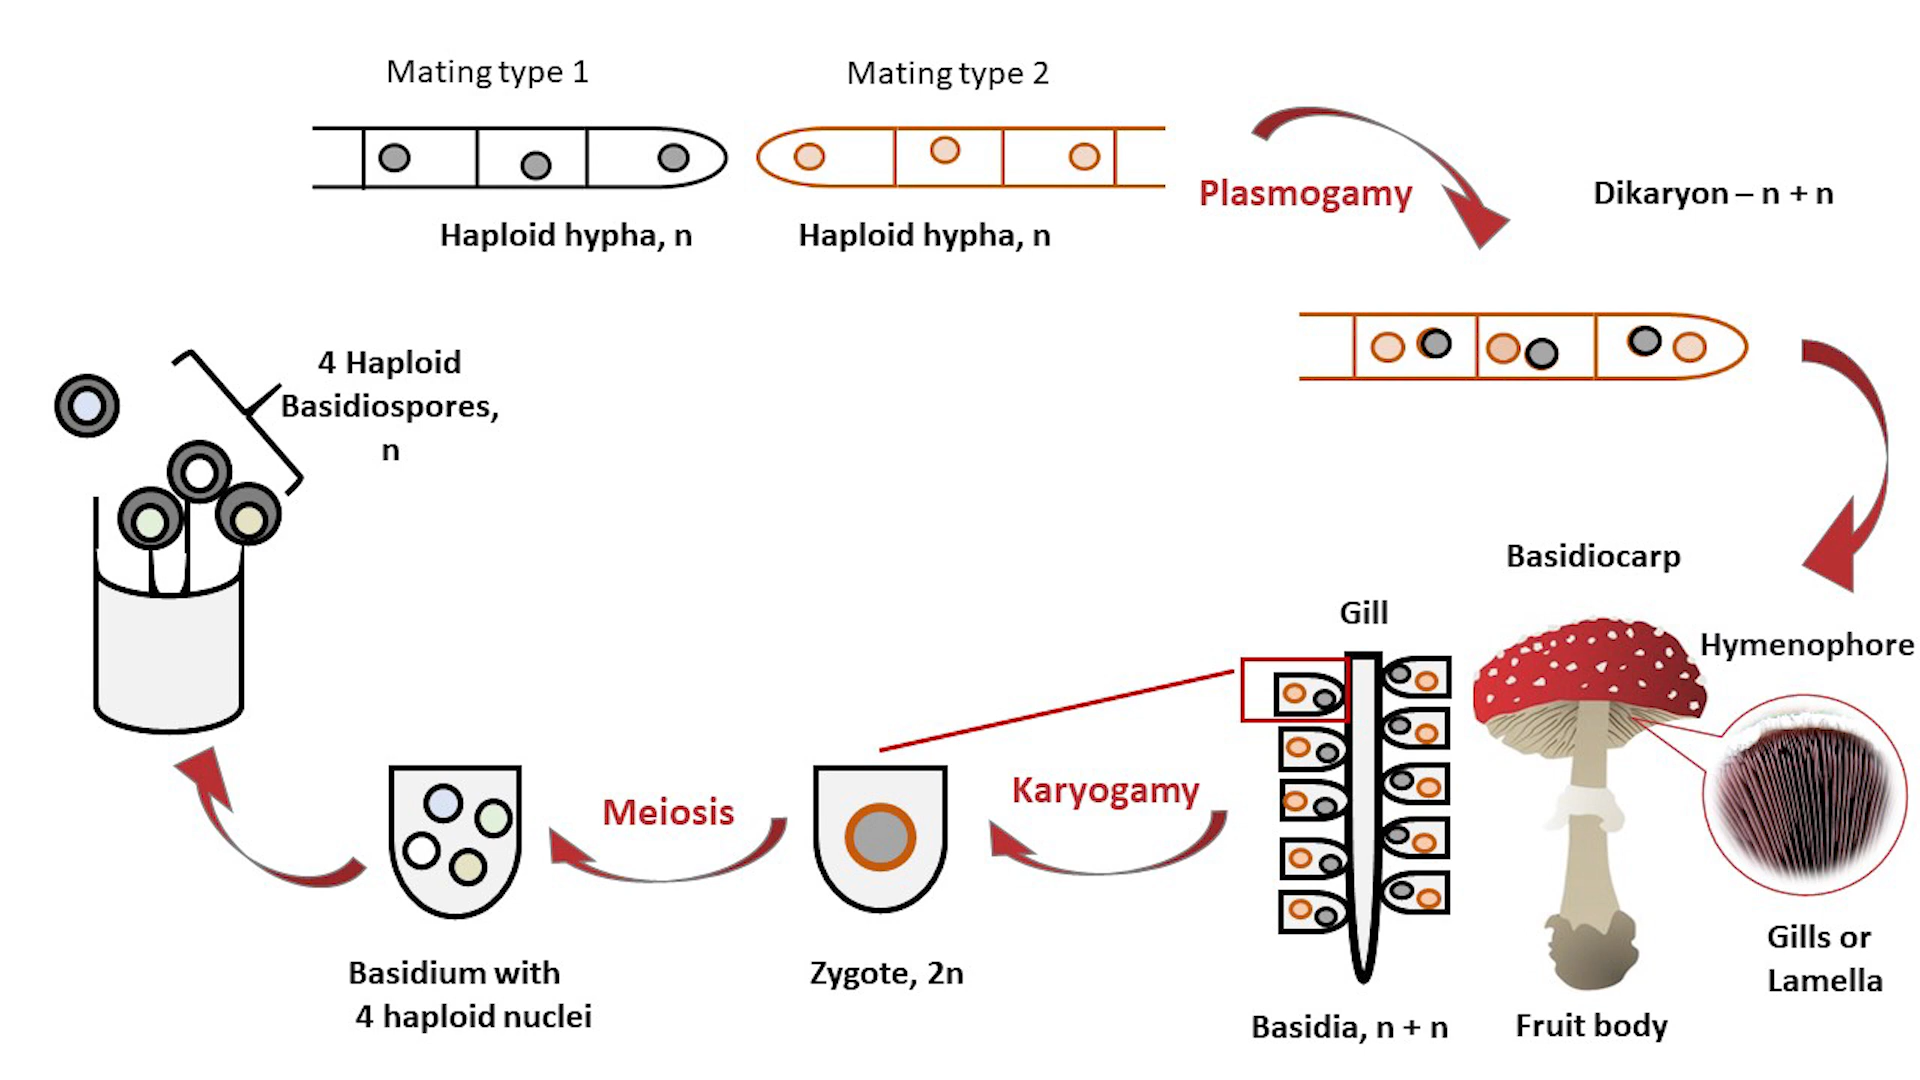 Mating type 1
Mating type 2
Haploid hypha, n
Haploid hypha, n
Plasmogamy
Dikaryon – n + n
4 Haploid
Basidiospores,
n
Basidiocarp
Gill
Hymenophore
Karyogamy
Meiosis
Gills or
Lamella
Basidium with
4 haploid nuclei
Zygote, 2n
Basidia, n + n
Fruit body